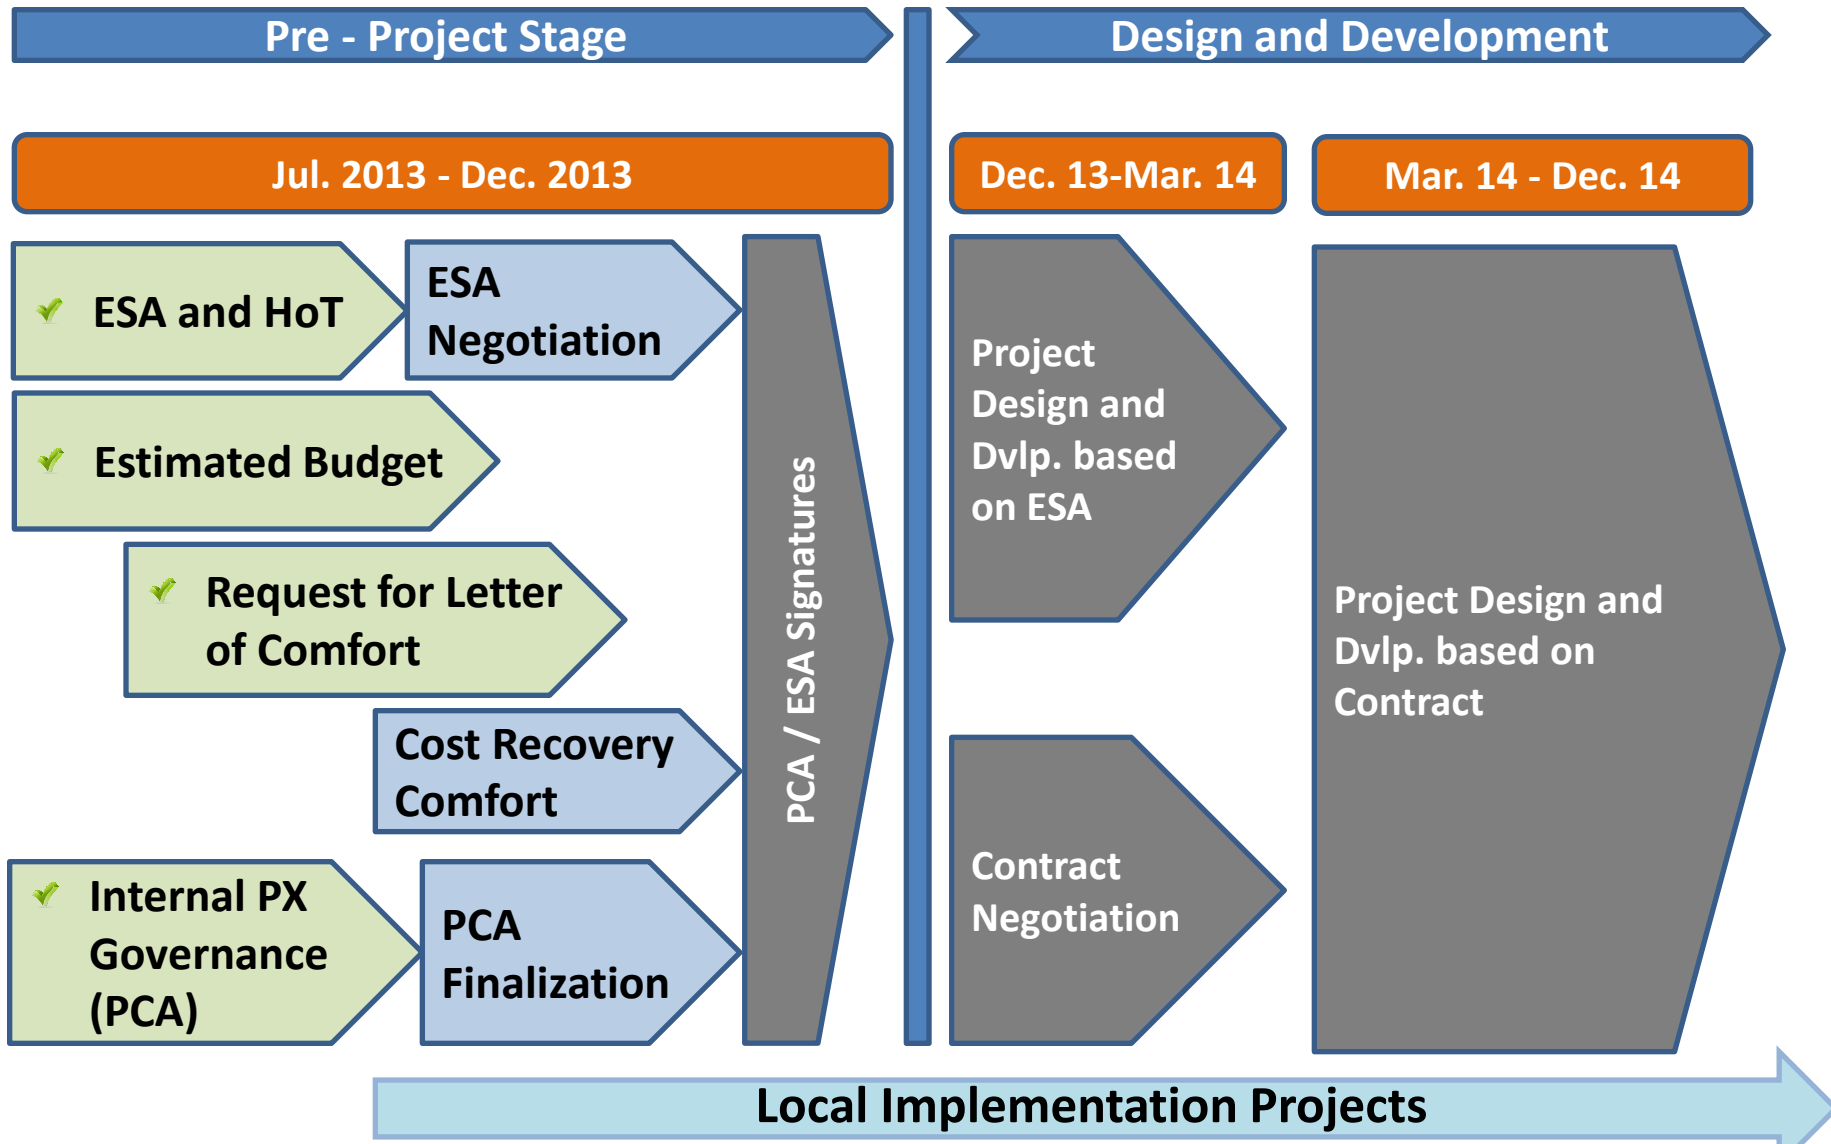 Pre - Project Stage
Design and Development
Jul. 2013 - Dec. 2013
Dec. 13-Mar. 14
Mar. 14 - Dec. 14
ESA and HoT
ESA
Negotiation
Estimated Budget
Request for Letter
of Comfort
Cost Recovery
Comfort
Internal PX
Governance
(PCA)
PCA
Finalization
PCA / ESA Signatures
Project
Design and
Dvlp. based
on ESA
Contract
Negotiation
Project Design and
Dvlp. based on
Contract
Local Implementation Projects